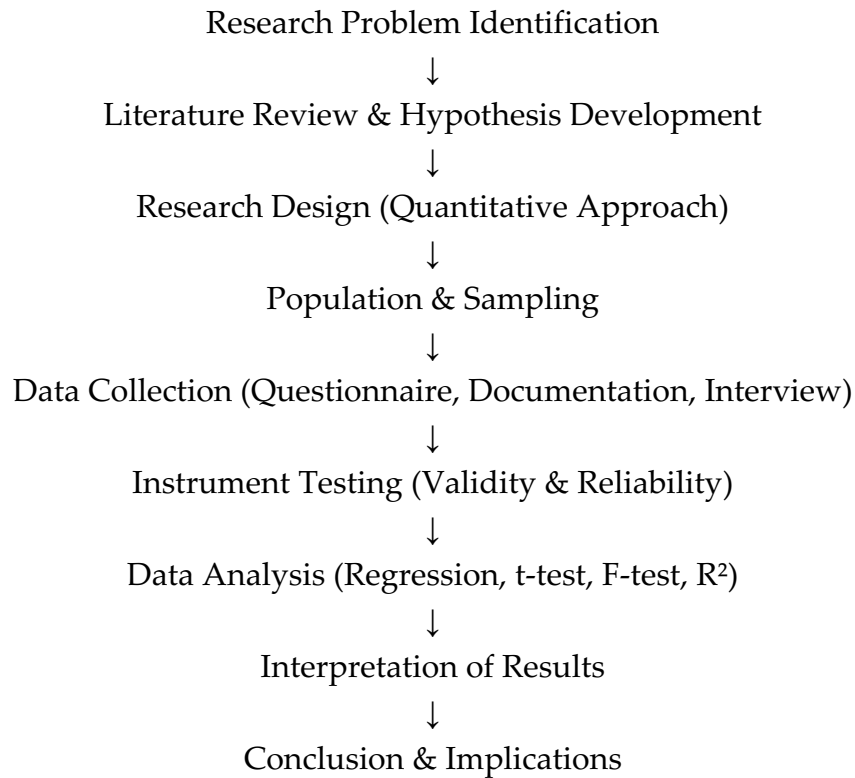 Research Problem Identification
↓
Literature Review & Hypothesis Development
↓
Research Design (Quantitative Approach)
↓
Population & Sampling
↓
Data Collection (Questionnaire, Documentation, Interview)
↓
Instrument Testing (Validity & Reliability)
↓
Data Analysis (Regression, t-test, F-test, R²)
↓
Interpretation of Results
↓
Conclusion & Implications